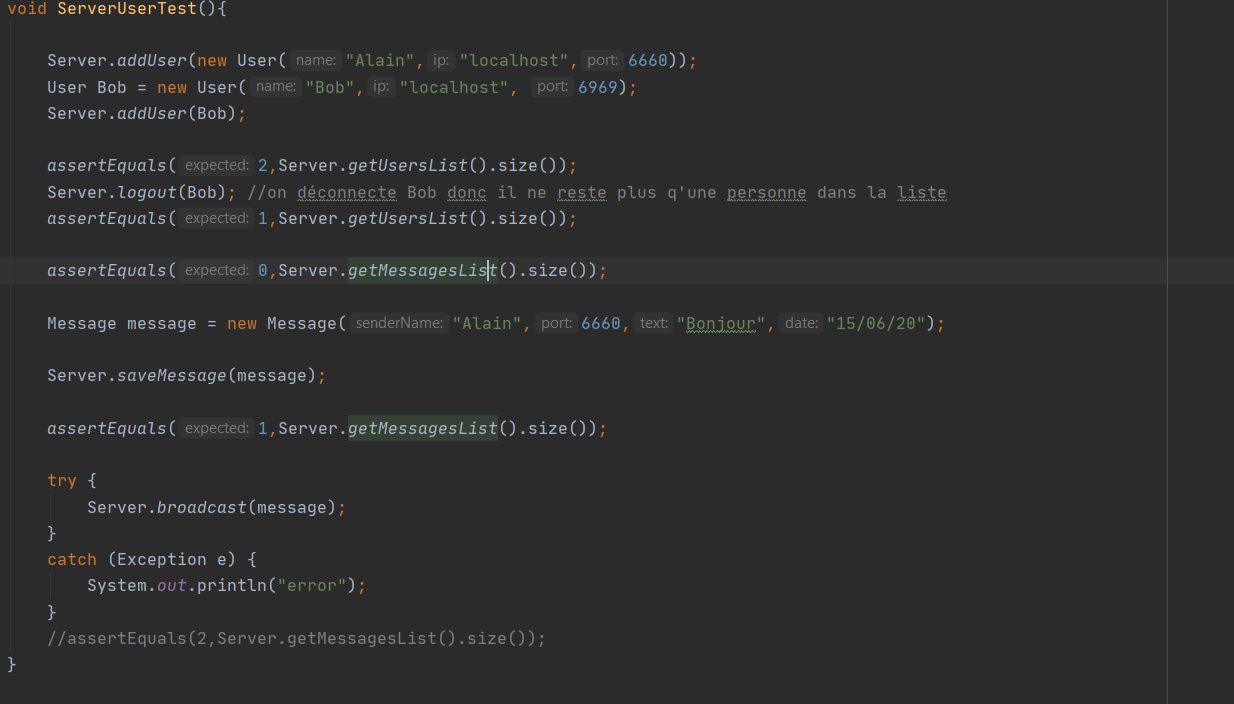 void ServerUserTest(){
Server.addUser(new User( name: "Alain", ip: "localhost", port: 6660));
User Bob = new User( name: "Bob", ip: "localhost", port: 6969);
Server.addUser(Bob);
assertEquals( expected: 2,Server.getUsersList().size());
Server.logout(Bob); //on déconnecte Bob donc il ne reste plus q'une personne dans la liste
assertEquals( expected: 1,Server.getUsersList().size());
assertEquals( expected: 0,Server.getMessagesList().size());
Message message = new Message( senderName: "Alain", port: 6660, text: "Bonjour", date: "15/06/20");
Server.saveMessage(message);
assertEquals( expected: 1,Server.getMessagesList().size());
try {
Server.broadcast(message);
}
catch (Exception e) {
System.out.println("error");
}
//assertEquals(2,Server.getMessagesList().size());
}